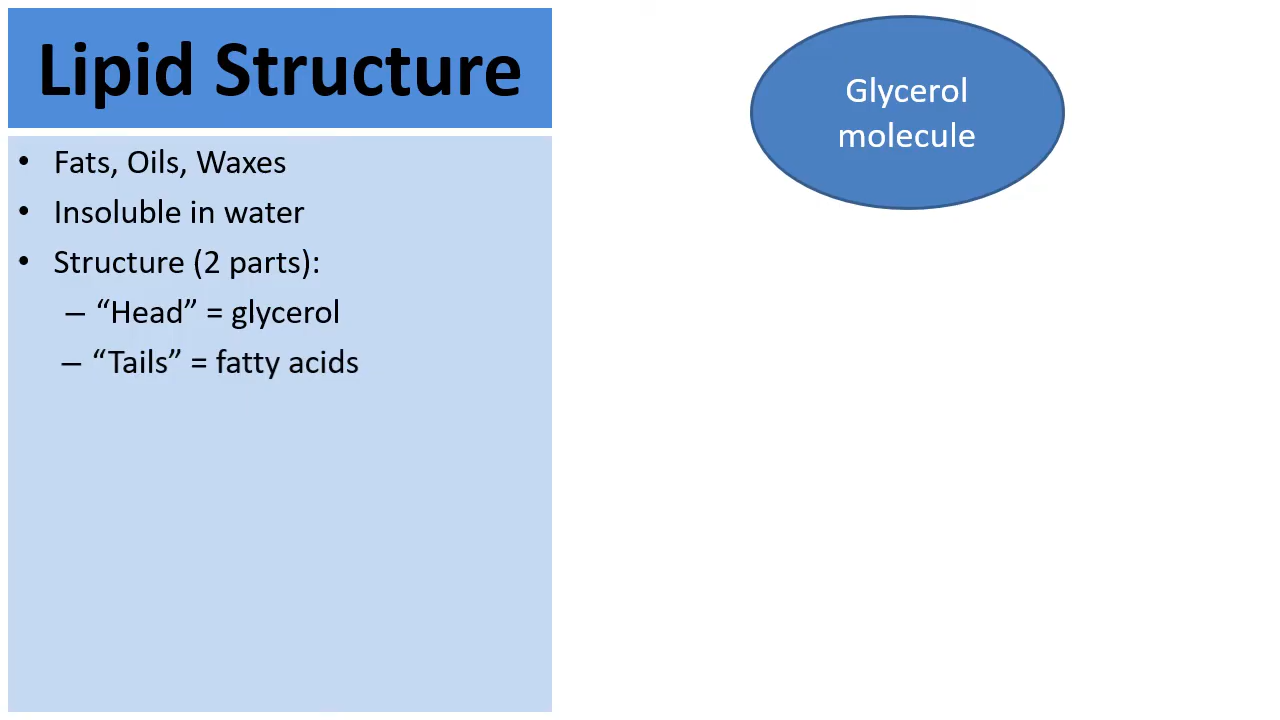 Lipid Structure
• Fats, Oils, Waxes
• Insoluble in water
• Structure (2 parts):
– “Head” = glycerol
– “Tails” = fatty acids
Glycerol
molecule